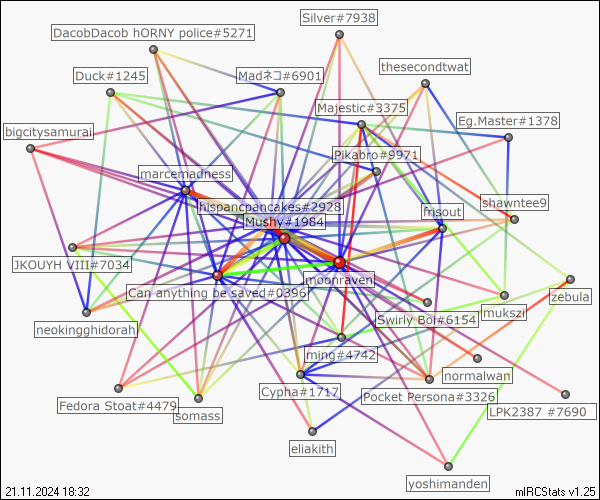 Silver#7938
DacobDacob hORNY police#5271
thesecondtwat
Duck#1245
Madネコ#6901
Majestic#3375
Eg.Master#1378
bigcitysamurai
Pikabro#9971
marcemadness
shawntee9
hispancpancakes#2928
frisout
Mushy#1984
JKOUYH VIII#7034
moonraven
Can anything be saved#0396
zebula
mukszi
Swirly Boi#6154
neokingghidorah
ming#4742
normalwan
Cypha#1717
Pocket Persona#3326
Fedora Stoat#4479
LPK2387 #7690
somass
eliakith
yoshimanden
21.11.2024 18:32
mIRCStats v1.25